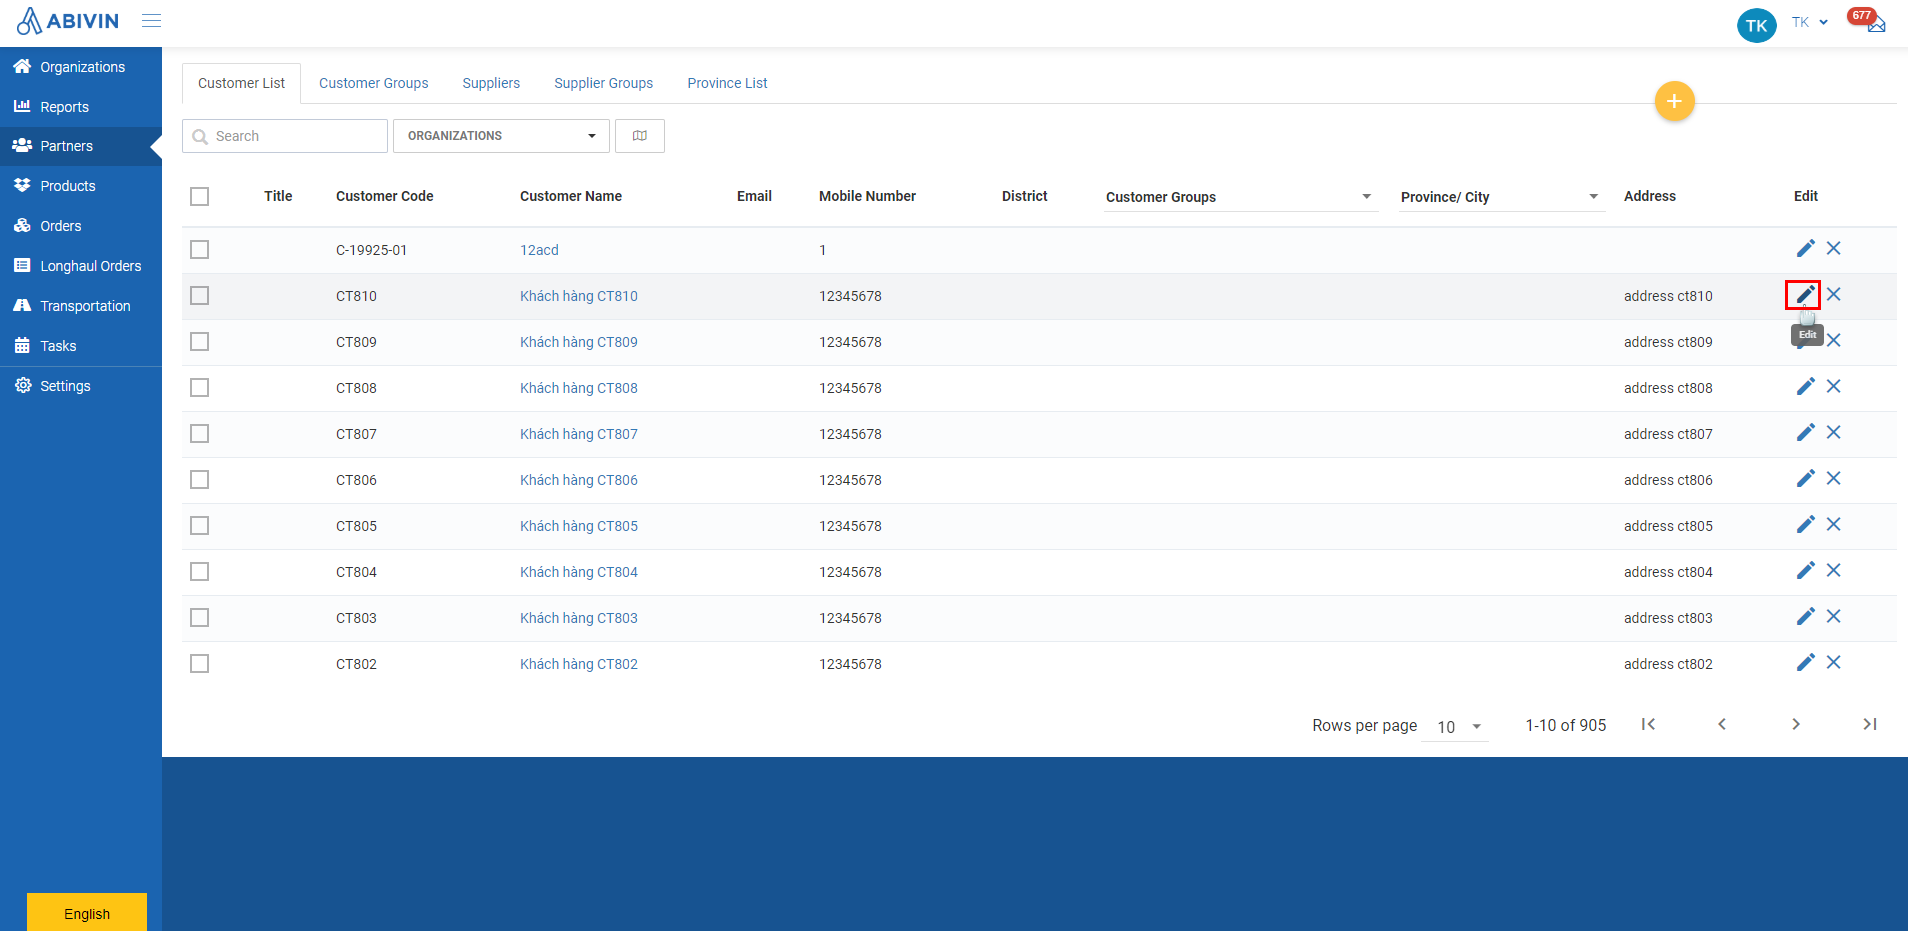 ABIVIN
TK
TK
677
Organizations
Reports
Partners
Products
Orders
Longhaul Orders
Transportation
Tasks
Settings
English
Customer List
Customer Groups
Suppliers
Supplier Groups
Province List
+
Search
ORGANIZATIONS
Title Customer Code Customer Name Email Mobile Number District Customer Groups Province/ City Address Edit
C-19925-01 12acd 1
CT810 Khách hàng CT810 12345678 address ct810
Edit
CT809 Khách hàng CT809 12345678 address ct809
CT808 Khách hàng CT808 12345678 address ct808
CT807 Khách hàng CT807 12345678 address ct807
CT806 Khách hàng CT806 12345678 address ct806
CT805 Khách hàng CT805 12345678 address ct805
CT804 Khách hàng CT804 12345678 address ct804
CT803 Khách hàng CT803 12345678 address ct803
CT802 Khách hàng CT802 12345678 address ct802
Rows per page 10 1-10 of 905